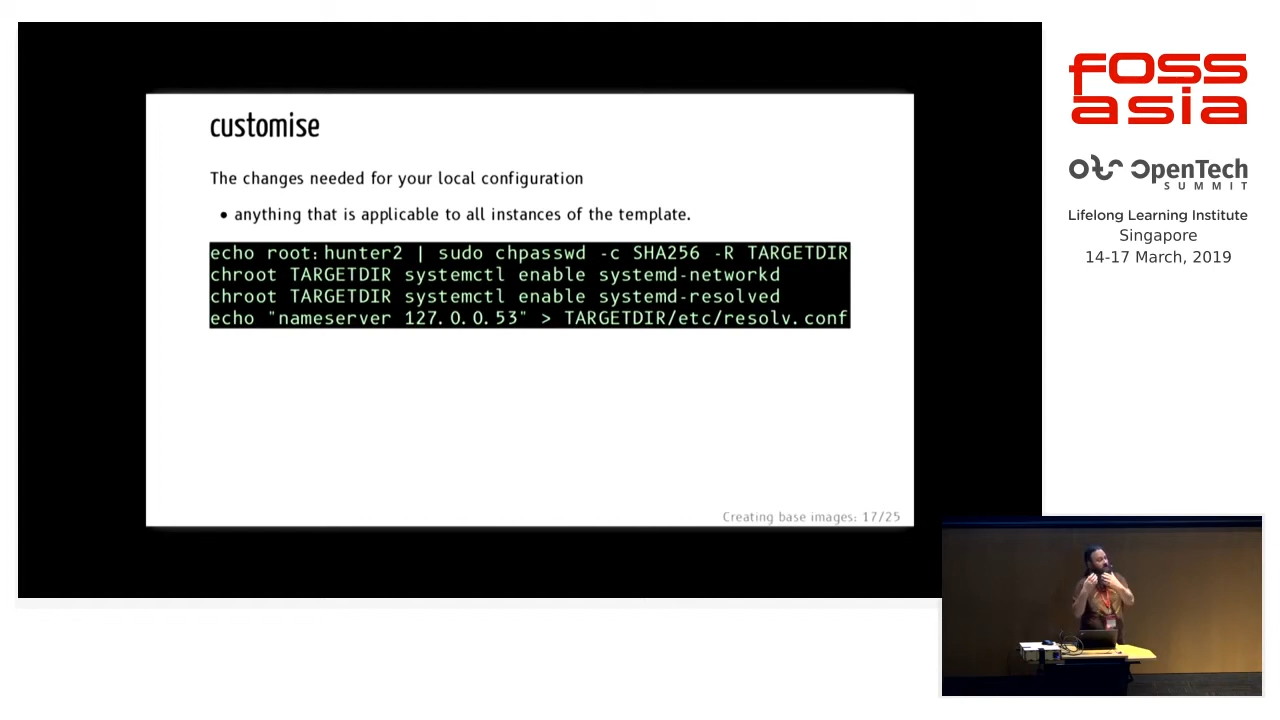 customise
The changes needed for your local configuration
• anything that is applicable to all instances of the template.
echo root:hunter2 | sudo chpasswd -c SHA256 -R TARGETDIR
chroot TARGETDIR systemctl enable systemd-networkd
chroot TARGETDIR systemctl enable systemd-resolved
echo "nameserver 127.0.0.53" > TARGETDIR/etc/resolv.conf
Creating base images: 17/25
FOSS
asia
OpenTech
SUMMIT
Lifelong Learning Institute
Singapore
14-17 March, 2019